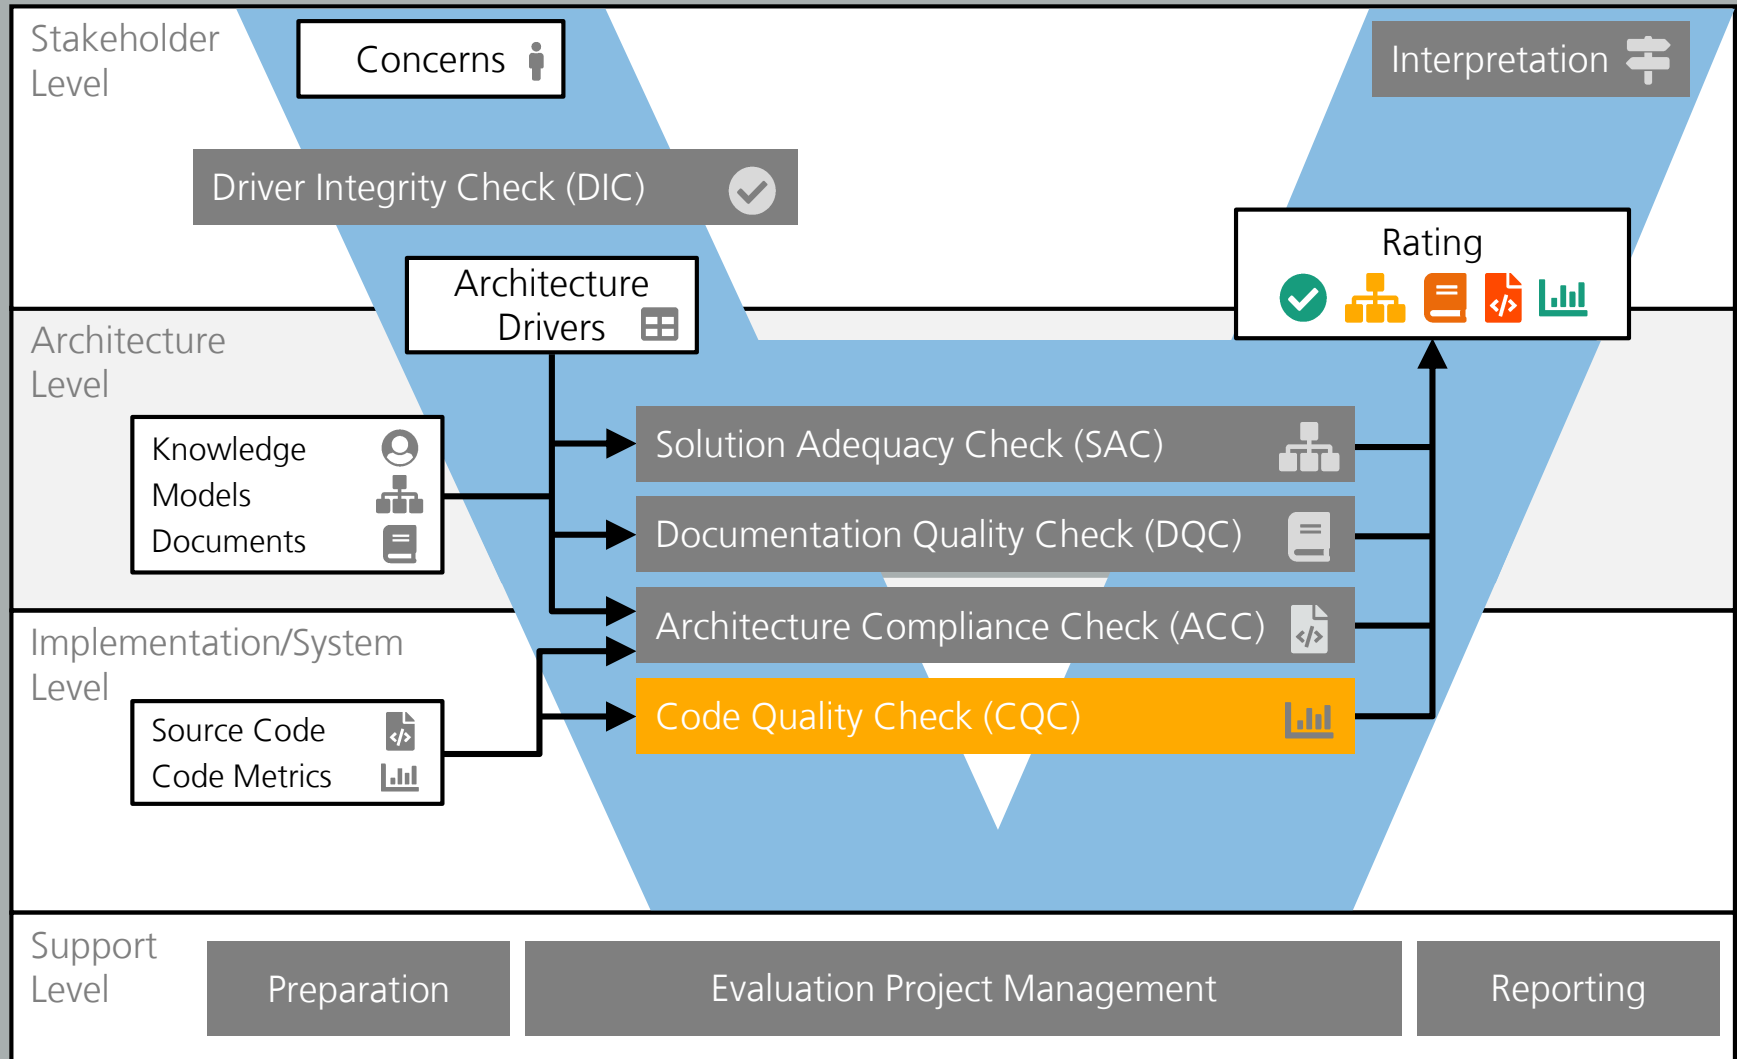 Stakeholder
Level
Concerns
Interpretation
Driver Integrity Check (DIC)
Rating
Architecture
Drivers
Architecture
Level
Knowledge
Models
Documents
Solution Adequacy Check (SAC)
Documentation Quality Check (DQC)
Architecture Compliance Check (ACC)
Implementation/System
Level
Source Code
Code Metrics
Code Quality Check (CQC)
Support
Level
Preparation
Evaluation Project Management
Reporting